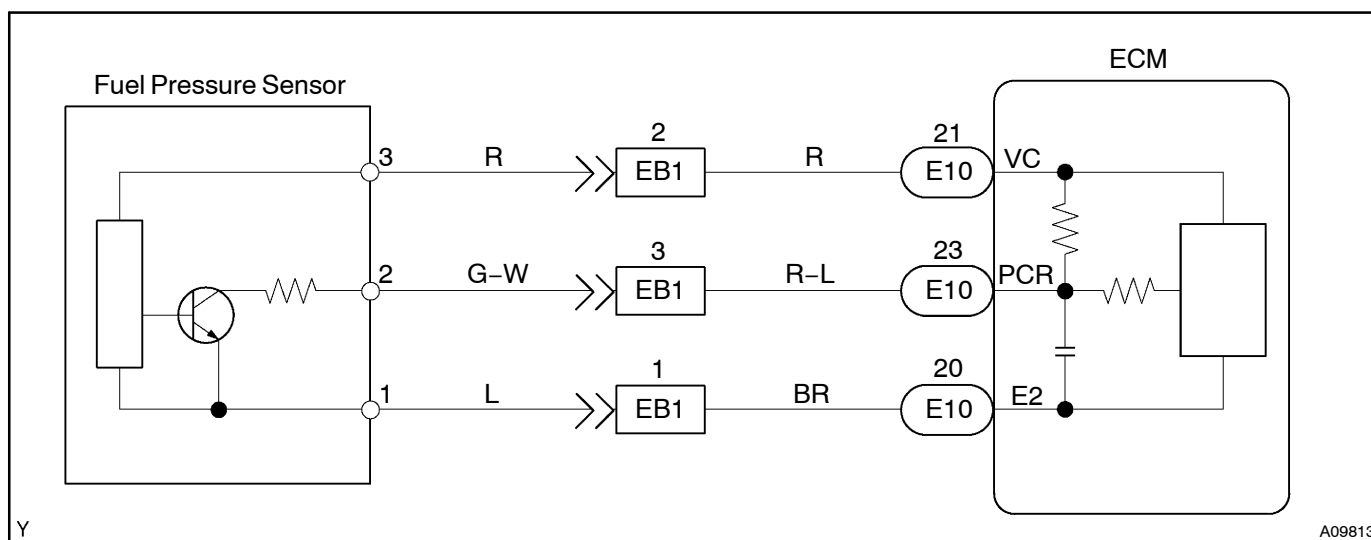 Fuel Pressure Sensor
ECM
3
R
2
EB1
R
21
E10
VC
2
G–W
3
EB1
R–L
23
E10
PCR
1
L
1
EB1
BR
20
E10
E2
Y
A09813